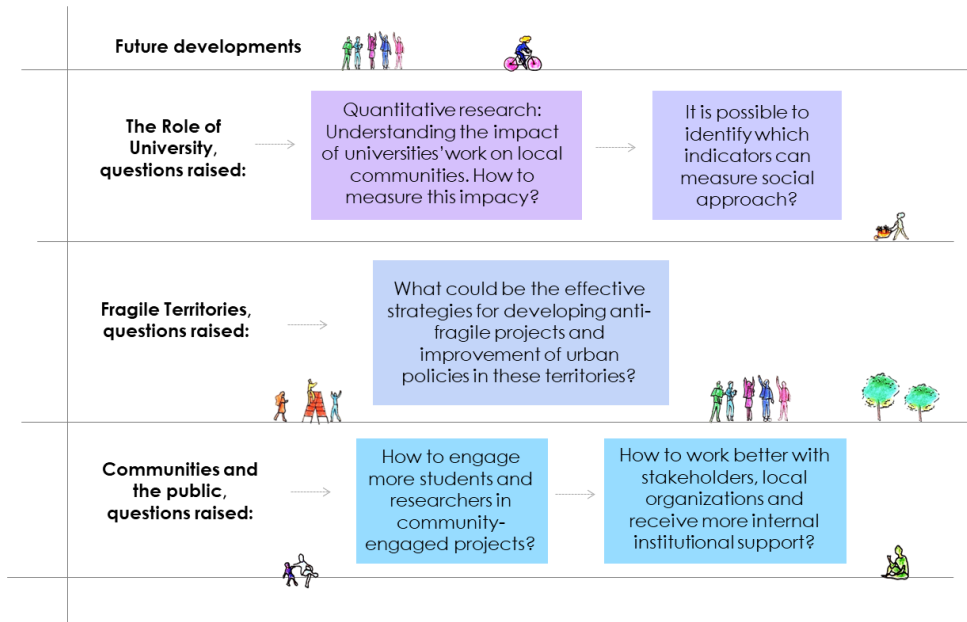 Future developments
The Role of
University,
questions raised:
Quantitative research:
Understanding the impact
of universities' work on local
communities. How to
measure this impacy?
It is possible to
identify which
indicators can
measure social
approach?
Fragile Territories,
questions raised:
What could be the effective
strategies for developing anti-
fragile projects and
improvement of urban
policies in these territories?
Communities and
the public,
questions raised:
How to engage
more students and
researchers in
community-
engaged projects?
How to work better with
stakeholders, local
organizations and
receive more internal
institutional support?